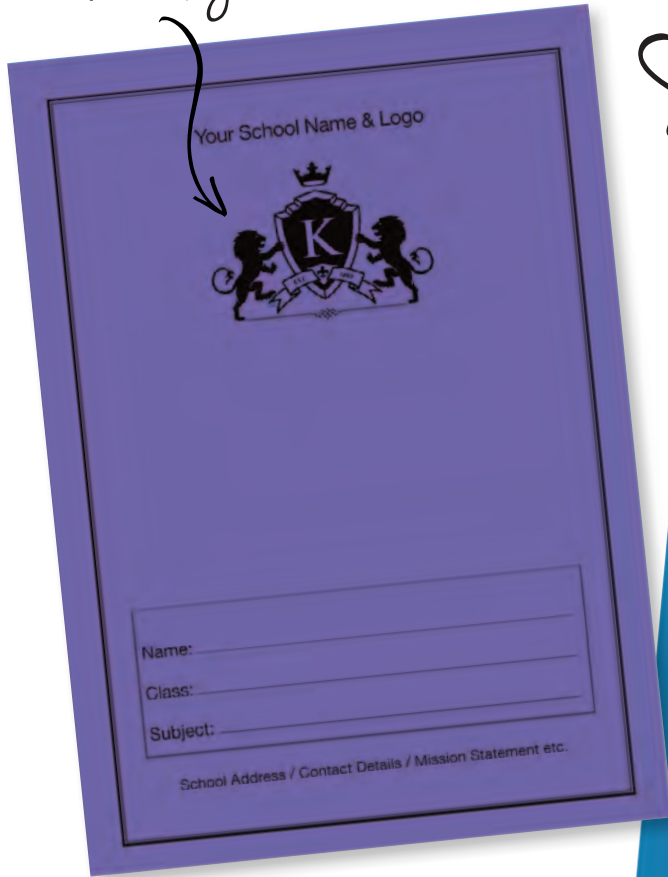 Your School Name & Logo
K
Name:
Class:
Subject:
School Address / Contact Details / Mission Statement etc.